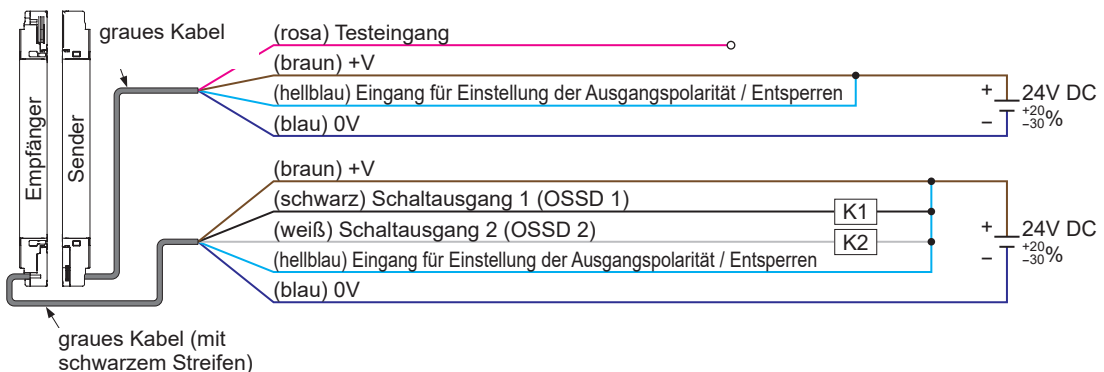 graues Kabel
(rosa) Testeingang
(braun) +V
(hellblau) Eingang für Einstellung der Ausgangspolarität / Entsperren
(blau) 0V
+
−
24V DC
+20
−30 %
Empfänger
Sender
(braun) +V
(schwarz) Schaltausgang 1 (OSSD 1)
K1
(weiß) Schaltausgang 2 (OSSD 2)
K2
(hellblau) Eingang für Einstellung der Ausgangspolarität / Entsperren
(blau) 0V
+
−
24V DC
+20
−30 %
graues Kabel (mit
schwarzem Streifen)